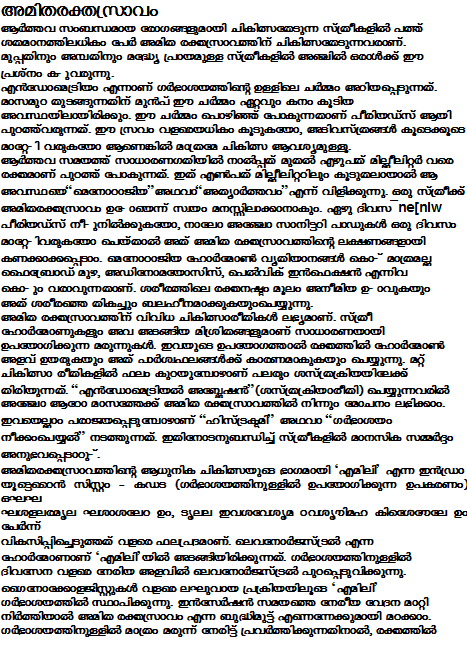 അമിതരക്തസ്രാവം
ആർത്തവ സംബന്ധമായ രോഗങ്ങളുമായി ചികിത്സതേടുന്ന സ്ത്രീകളിൽ പത്ത്
ശതമാനത്തിലധികം പേർ അമിത രക്തസ്രാവത്തിന് ചികിത്സതേടുന്നവരാണ്.
മുപ്പതിനും അമ്പതിനും മദ്ധ്യേ പ്രായമുള്ള സ്ത്രീകളിൽ അഞ്ചിൽ ഒരാൾക്ക് ഈ
പ്രശ്നം ക ുവരുന്നു.
എൻഡോമെട്രിയം എന്നാണ് ഗർഭാശയത്തിന്റെ ഉള്ളിലെ ചർമ്മം അറിയപ്പെടുന്നത്.
മാസമുറ തുടങ്ങുന്നതിന് മുൻപ് ഈ ചർമ്മം ഏറ്റവും കനം കൂടിയ
അവസ്ഥയിലായിരിക്കും. ഈ ചർമ്മം പൊഴിഞ്ഞ് പോകുന്നതാണ് പീരിയഡ്സ് ആയി
പുറത്ത്വരുന്നത്. ഈ സ്രവം വളരെയധികം കൂടുകയോ, അടിവസ്ത്രങ്ങൾ കൂടെക്കൂടെ
മാറ്റേ- ി വരുകയോ ആണെങ്കിൽ മാത്രമേ ചികിത്സ ആവശ്യമുള്ളു.
ആർത്തവ സമയത്ത് സാധാരണഗതിയിൽ നാൽപ്പത് മുതൽ എഴുപത് മില്ലീലിറ്റർ വരെ
രക്തമാണ് പുറത്ത് പോകുന്നത്. ഇത് എൺപത് മില്ലീലിറ്ററിലും കൂടുതലായാൽ ആ
അവസ്ഥയെ“മെനോറാജിയ”അഥവാ“അത്യാർത്തവം”എന്ന് വിളിക്കുന്നു. ഒരു സ്ത്രീക്ക്
അമിതരക്തസ്രാവം ഉ- ോയെന്ന് സ്വയം മനസ്സിലാക്കാനാകും. ഏഴു ദിവസ ¯ne[nIw
പീരിയഡ്സ് നീ- ുനിൽക്കുകയോ, നാലോ അഞ്ചോ സാനിട്ടറി പാഡുകൾ ഒരു ദിവസം
മാറ്റേ- ിവരുകയോ ചെയ്താൽ അത് അമിത രക്തസ്രാവത്തിന്റെ ലക്ഷണങ്ങളായി
കണക്കാക്കപ്പെടാം. മെനോറാജിയ ഹോർമോൺ വ്യതിയാനങ്ങൾ കൊ-് മാത്രമല്ല
ഫൈബ്രോഡ് മുഴ, അഡിനോമയോസിസ്, പെൽവിക് ഇൻഫെക്ഷൻ എന്നിവ
കൊ- ും വരാവുന്നതാണ്. ശരീരത്തിലെ രക്തനഷ്ടം മൂലം അനീമിയ ഉ- ാവുകയും
അത് ശരീരത്തെ തികച്ചും ബലഹീനമാക്കുകയുംചെയ്യുന്നു.
അമിത രക്തസ്രാവത്തിന് വിവിധ ചികിത്സാരീതികൾ ലഭ്യമാണ്. സ്ത്രീ
ഹോർമോണുകളും അവ അടങ്ങിയ മിശ്രിതങ്ങളുമാണ് സാധാരണയായി
ഉപയോഗിക്കുന്ന മരുന്നുകൾ. ഇവയുടെ ഉപയോഗത്താൽ രക്തത്തിൽ ഹോർമോൺ
അളവ് ഉയരുകയും അത് പാർശ്വഫലങ്ങൾക്ക് കാരണമാകുകയും ചെയ്യുന്നു. മറ്റ്
ചികിത്സാ രീതികളിൽ ഫലം കുറയുമ്പോഴാണ് പലരും ശസ്ത്രക്രിയയിലേക്ക്
തിരിയുന്നത്. “എൻഡോമെട്രിയൽ അബ്ലേഷൻ”(ശസ്ത്രക്രിയാരീതി) ചെയ്യുന്നവരിൽ
അഞ്ചോ ആറോ മാസത്തേക്ക് അമിത രക്തസ്രാവത്തിൽ നിന്നും മോചനം ലഭിക്കാം.
ഇവയെല്ലാം പരാജയപ്പെടുമ്പോഴാണ് “ഹിസ്ട്രക്ടമി” അഥവാ “ഗർഭാശയം
നീക്കംചെയ്യൽ” നടത്തുന്നത്. ഇതിനോടനുബന്ധിച്ച് സ്ത്രീകളിൽ മാനസിക സമ്മർദ്ദം
അനുഭവപ്പെടാറു-്.
അമിതരക്തസ്രാവത്തിന്റെ ആധുനിക ചികിത്സയുടെ ഭാഗമായി ‘എമിലി’ എന്ന ഇൻട്രാ
യൂട്ടെറൈൻ സിസ്റ്റം – (ഗർഭാശയത്തിനുള്ളിൽ ഉപയോഗിക്കുന്ന ഉപകരണം)
പേർന്ന്
വികസിപ്പിച്ചെടുത്തത് വളരെ ഫലപ്രദമാണ്. ലെവനോർജസ്ട്രൽ എന്ന
ഹോർമോണാണ് ‘എമിലി’യിൽ അടങ്ങിയിരിക്കുന്നത്. ഗർഭാശയത്തിനുള്ളിൽ
ദിവസേന വളരെ നേരിയ അളവിൽ ലെവനോർജസ്ട്രൽ പുറപ്പെടുവിക്കുന്നു.
ഗൈനോക്കോളജിസ്റ്റുകൾ വളരെ ലഘുവായ പ്രക്രിയയിലൂടെ ‘എമിലി’
ഗർഭാശയത്തിൽ സ്ഥാപിക്കുന്നു. ഇൻസേർഷൻ സമയത്തെ നേരീയ വേദന മാറ്റി
നിർത്തിയാൽ അമിത രക്തസ്രാവം എന്ന ബുദ്ധിമുട്ട് എന്നെന്നേക്കുമായി മറക്കാം.
ഗർഭാശയത്തിനുള്ളിൽ മാത്രം മരുന്ന് നേരിട്ട് പ്രവർത്തിക്കുന്നതിനാൽ, രക്തത്തിൽ